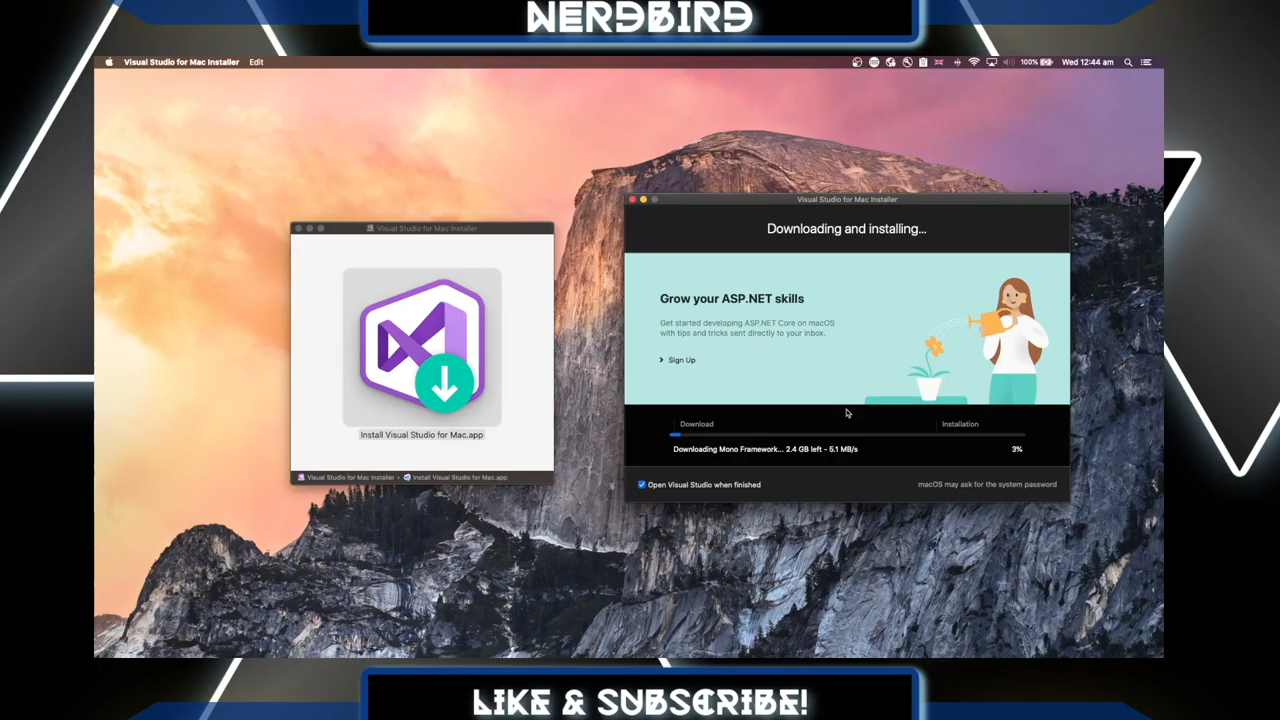 NERDBIRD
Visual Studio for Mac Installer Edit
100% Wed 12:44 am
Visual Studio for Mac Installer
Install Visual Studio for Mac.app
Visual Studio for Mac Installer › Install Visual Studio for Mac.app
Visual Studio for Mac Installer
Downloading and installing...
Grow your ASP.NET skills
Get started developing ASP.NET Core on macOS
with tips and tricks sent directly to your inbox.
Sign Up
Download Installation
Downloading Mono Framework... 2.4 GB left - 5.1 MB/s 3%
Open Visual Studio when finished macOS may ask for the system password
LIKE & SUBSCRIBE!